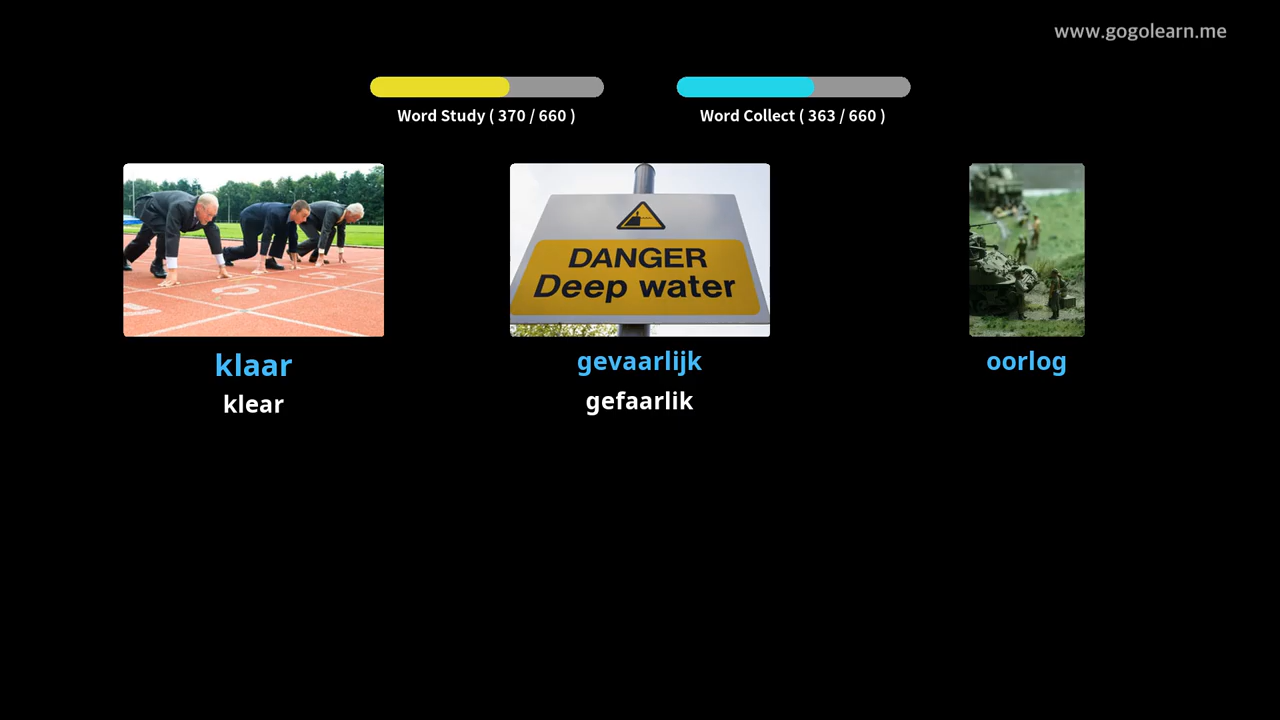 www.gogolearn.me
Word Study ( 370 / 660 )
Word Collect ( 363 / 660 )
DANGER
Deep water
klaar
klear
gevaarlijk
gefaarlik
oorlog